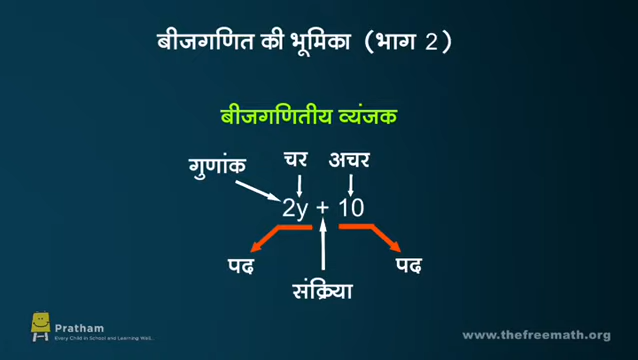 बीजगणित की भूमिका (भाग 2)
बीजगणितीय व्यंजक
गुणांक चर अचर
2y + 10
पद पद
संक्रिया
Pratham
Every Child in School and Learning Well..
www.thefreemath.org